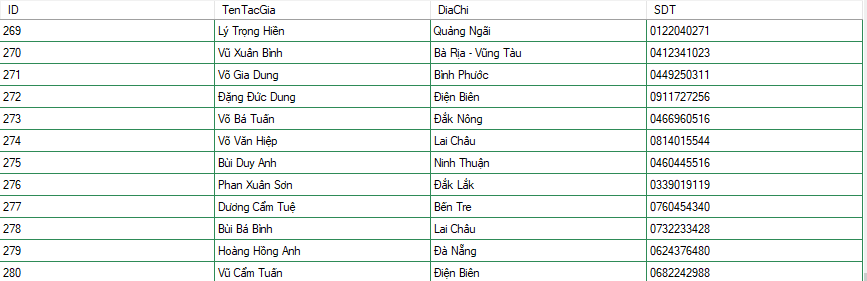 ID TenTacGia DiaChi SDT
269 Lý Trọng Hiền Quảng Ngãi 0122040271
270 Vũ Xuân Bình Bà Rịa - Vũng Tàu 0412341023
271 Võ Gia Dung Bình Phước 0449250311
272 Đặng Đức Dung Điện Biên 0911727256
273 Võ Bá Tuấn Đắk Nông 0466960516
274 Võ Văn Hiệp Lai Châu 0814015544
275 Bùi Duy Anh Ninh Thuận 0460445516
276 Phan Xuân Sơn Đắk Lắk 0339019119
277 Dương Cẩm Tuệ Bến Tre 0760454340
278 Bùi Bá Bình Lai Châu 0732233428
279 Hoàng Hồng Anh Đà Nẵng 0624376480
280 Vũ Cẩm Tuấn Điện Biên 0682242988